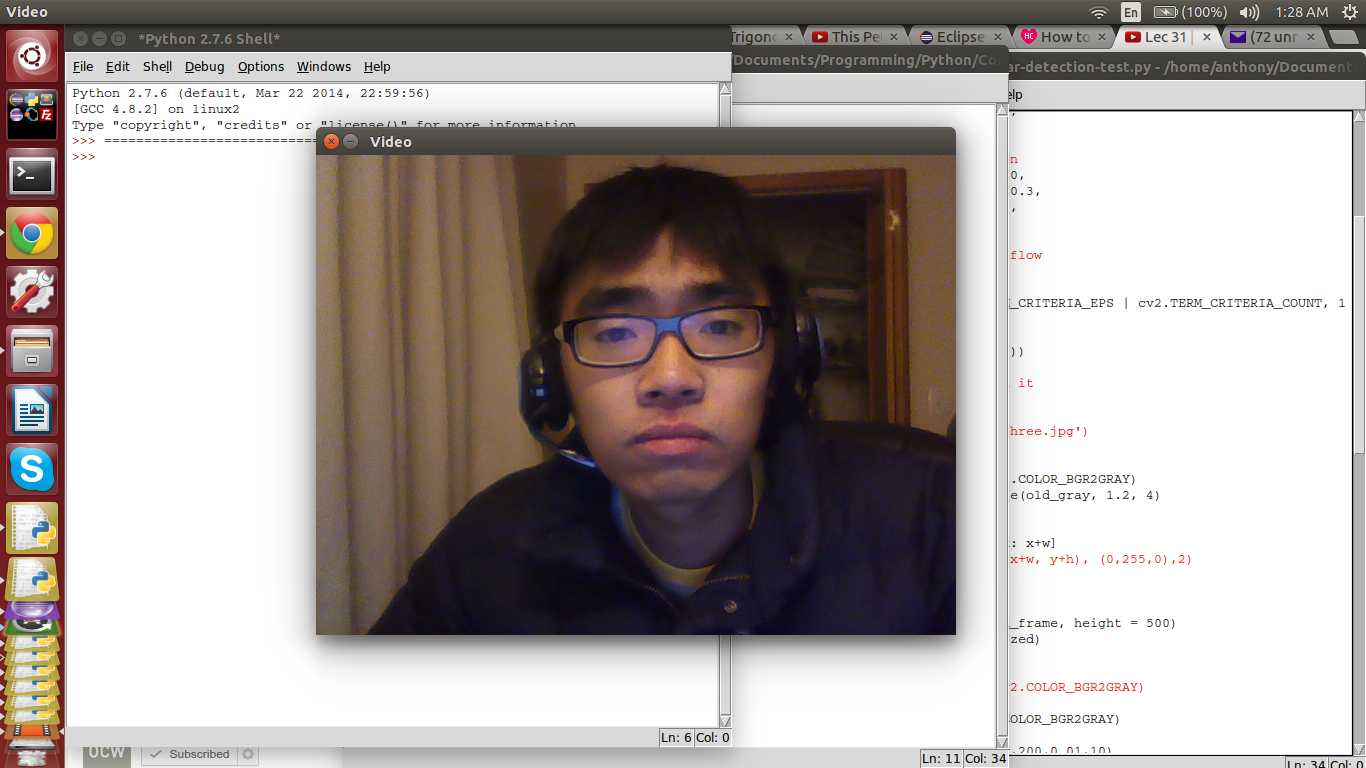 Video
En
(100%)
1:28 AM
*Python 2.7.6 Shell*
File Edit Shell Debug Options Windows Help
Python 2.7.6 (default, Mar 22 2014, 22:59:56)
[GCC 4.8.2] on linux2
Type "copyright", "credits" or "license()" for more information
>>> ============================
>>>
Ln: 6 Col: 0
Video
This Pe
Eclipse
HC How to
Lec 31 |
(72 unr
/Documents/Programming/Python/Co
Ln: 11 Col: 34
ar-detection-test.py - /home/anthony/Documents
elp
n
0,
0.3,
,
flow
_CRITERIA_EPS | cv2.TERM_CRITERIA_COUNT, 1
))
it
hree.jpg')
.COLOR_BGR2GRAY)
e(old_gray, 1.2, 4)
: x+w]
x+w, y+h), (0,255,0),2)
_frame, height = 500)
zed)
2.COLOR_BGR2GRAY)
OLOR_BGR2GRAY)
,200,0.01,10)
Ln: 34 Col: 0
OCW
Subscribed